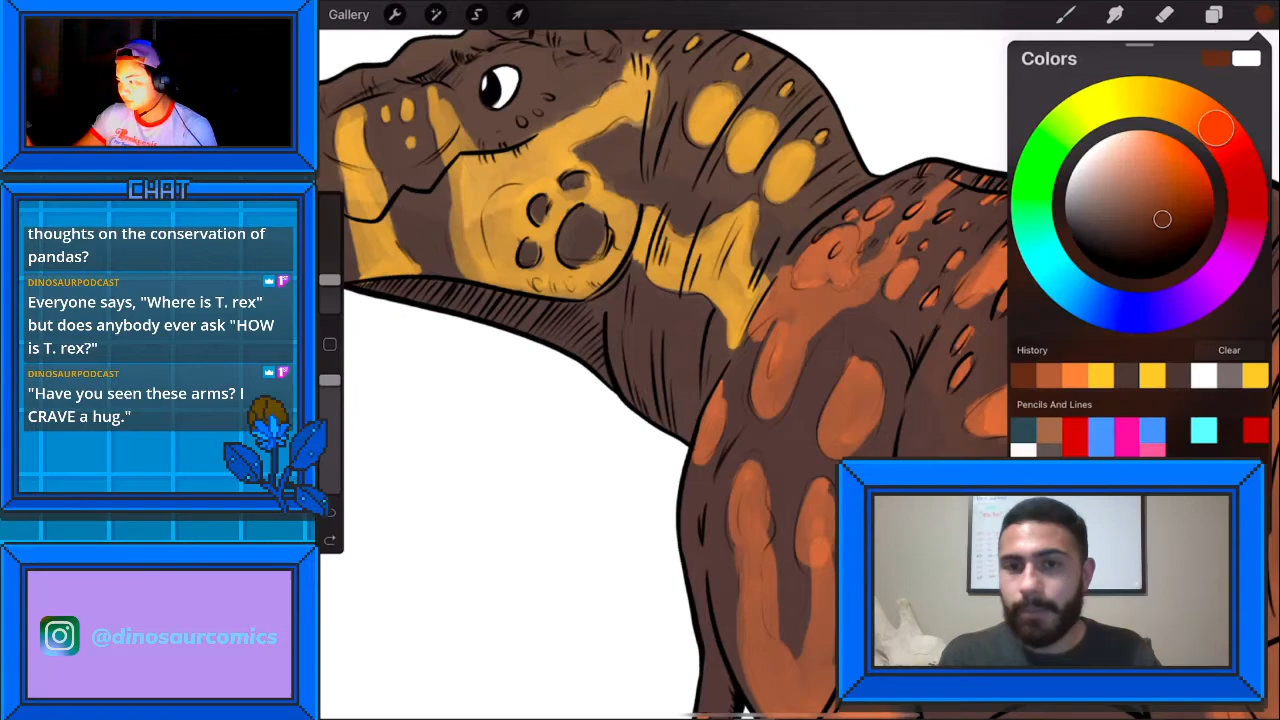 Gallery
Colors
CHAT
thoughts on the conservation of
pandas?
DINOSAURPODCAST
Everyone says, "Where is T. rex"
but does anybody ever ask "HOW
is T. rex?"
DINOSAURPODCAST
"Have you seen these arms? I
CRAVE a hug."
History
Clear
Pencils And Lines
@dinosaurcomics